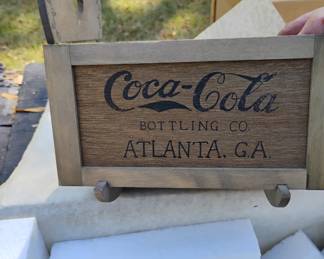 Coca-Cola
BOTTLING CO.
ATLANTA, GA.